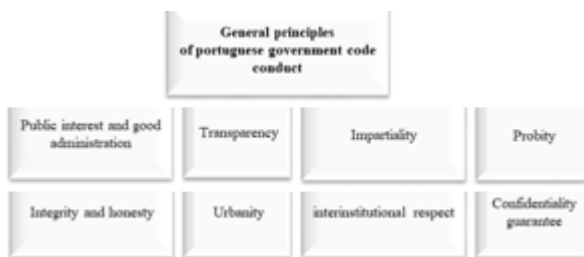 General principles
of portuguese government code
conduct
Public interest and good
administration
Transparency
Impartiality
Probity
Integrity and honesty
Urbanity
interinstitutional respect
Confidentiality
guarantee